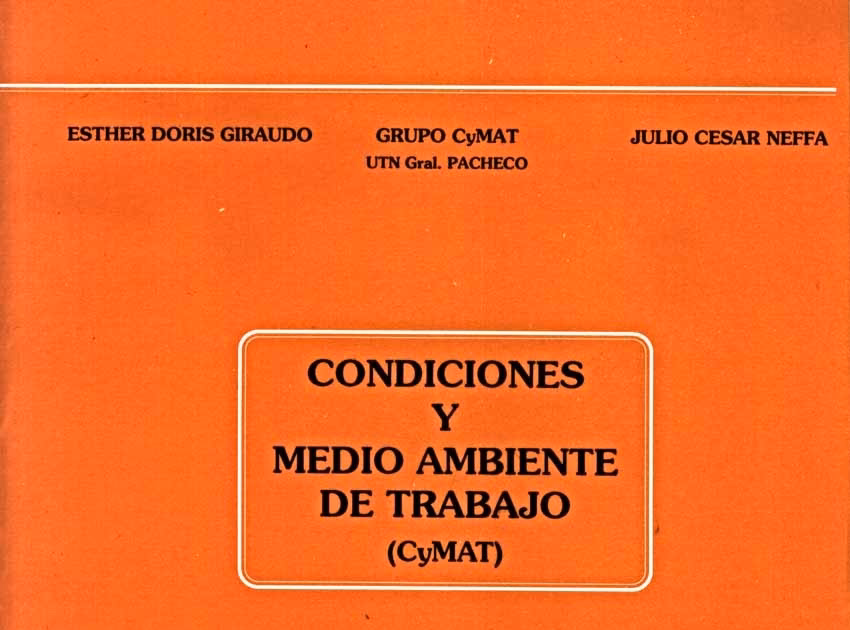 ESTHER DORIS GIRAUDO
GRUPO CyMAT
UTN Gral. PACHECO
JULIO CESAR NEFFA
CONDICIONES
Y
MEDIO AMBIENTE
DE TRABAJO
(CyMAT)